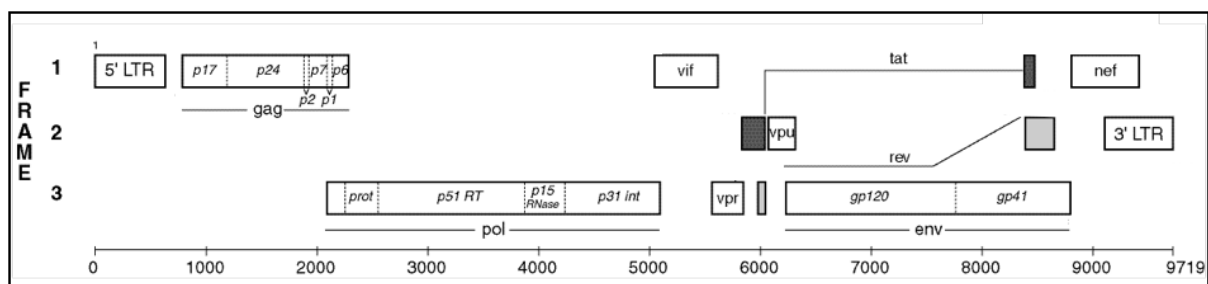 1
FRAME
1
5' LTR
p17
p24
p7
p6
p2
p1
gag
vif
tat
nef
2
vpu
rev
3' LTR
3
prot
p51 RT
p15
RNase
p31 int
pol
vpr
gp120
gp41
env
0 1000 2000 3000 4000 5000 6000 7000 8000 9000 9719